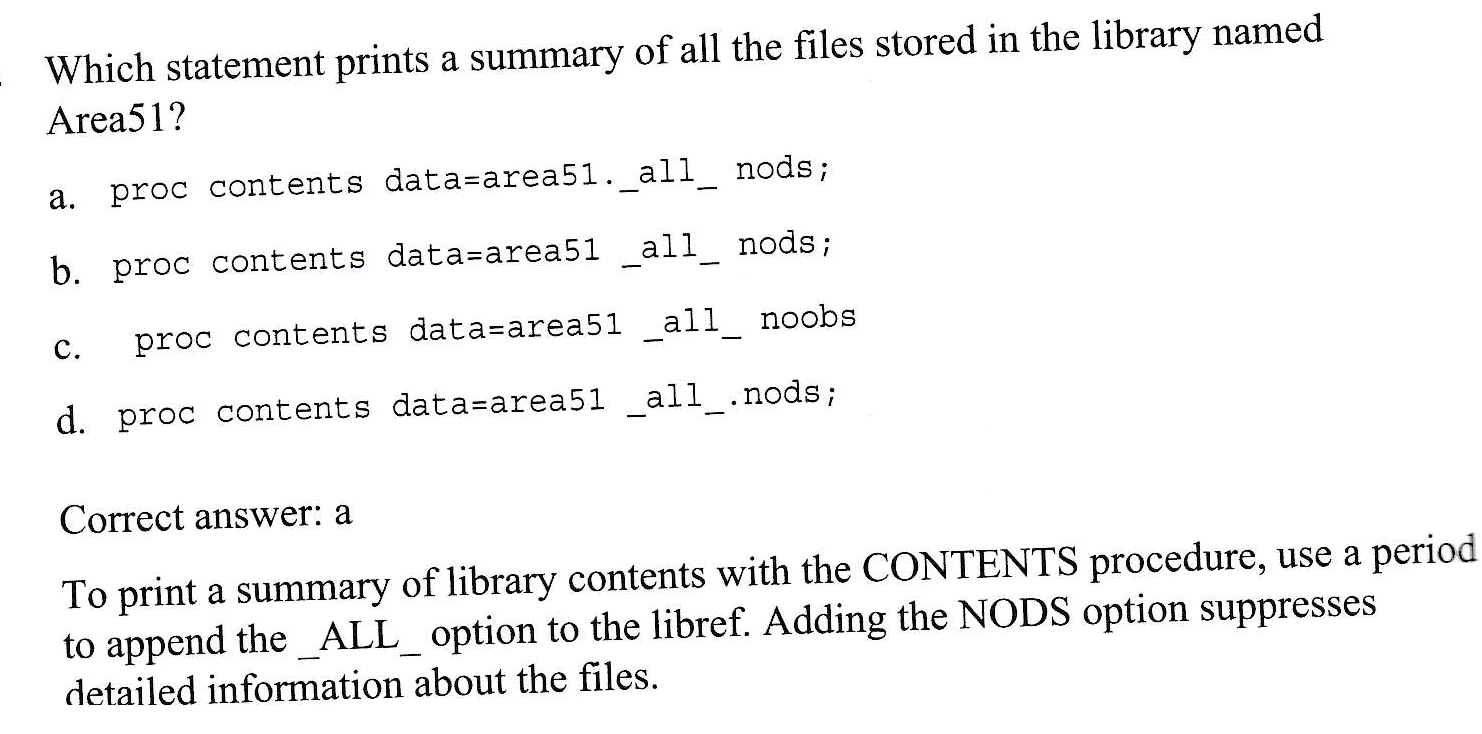 Which statement prints a summary of all the files stored in the library named
Area51?
a. proc contents data=area51._all_ nods;
b. proc contents data=area51 _all_ nods;
c. proc contents data=area51 _all_ noobs
d. proc contents data=area51 _all_.nods;
Correct answer: a
To print a summary of library contents with the CONTENTS procedure, use a period
to append the _ALL_ option to the libref. Adding the NODS option suppresses
detailed information about the files.